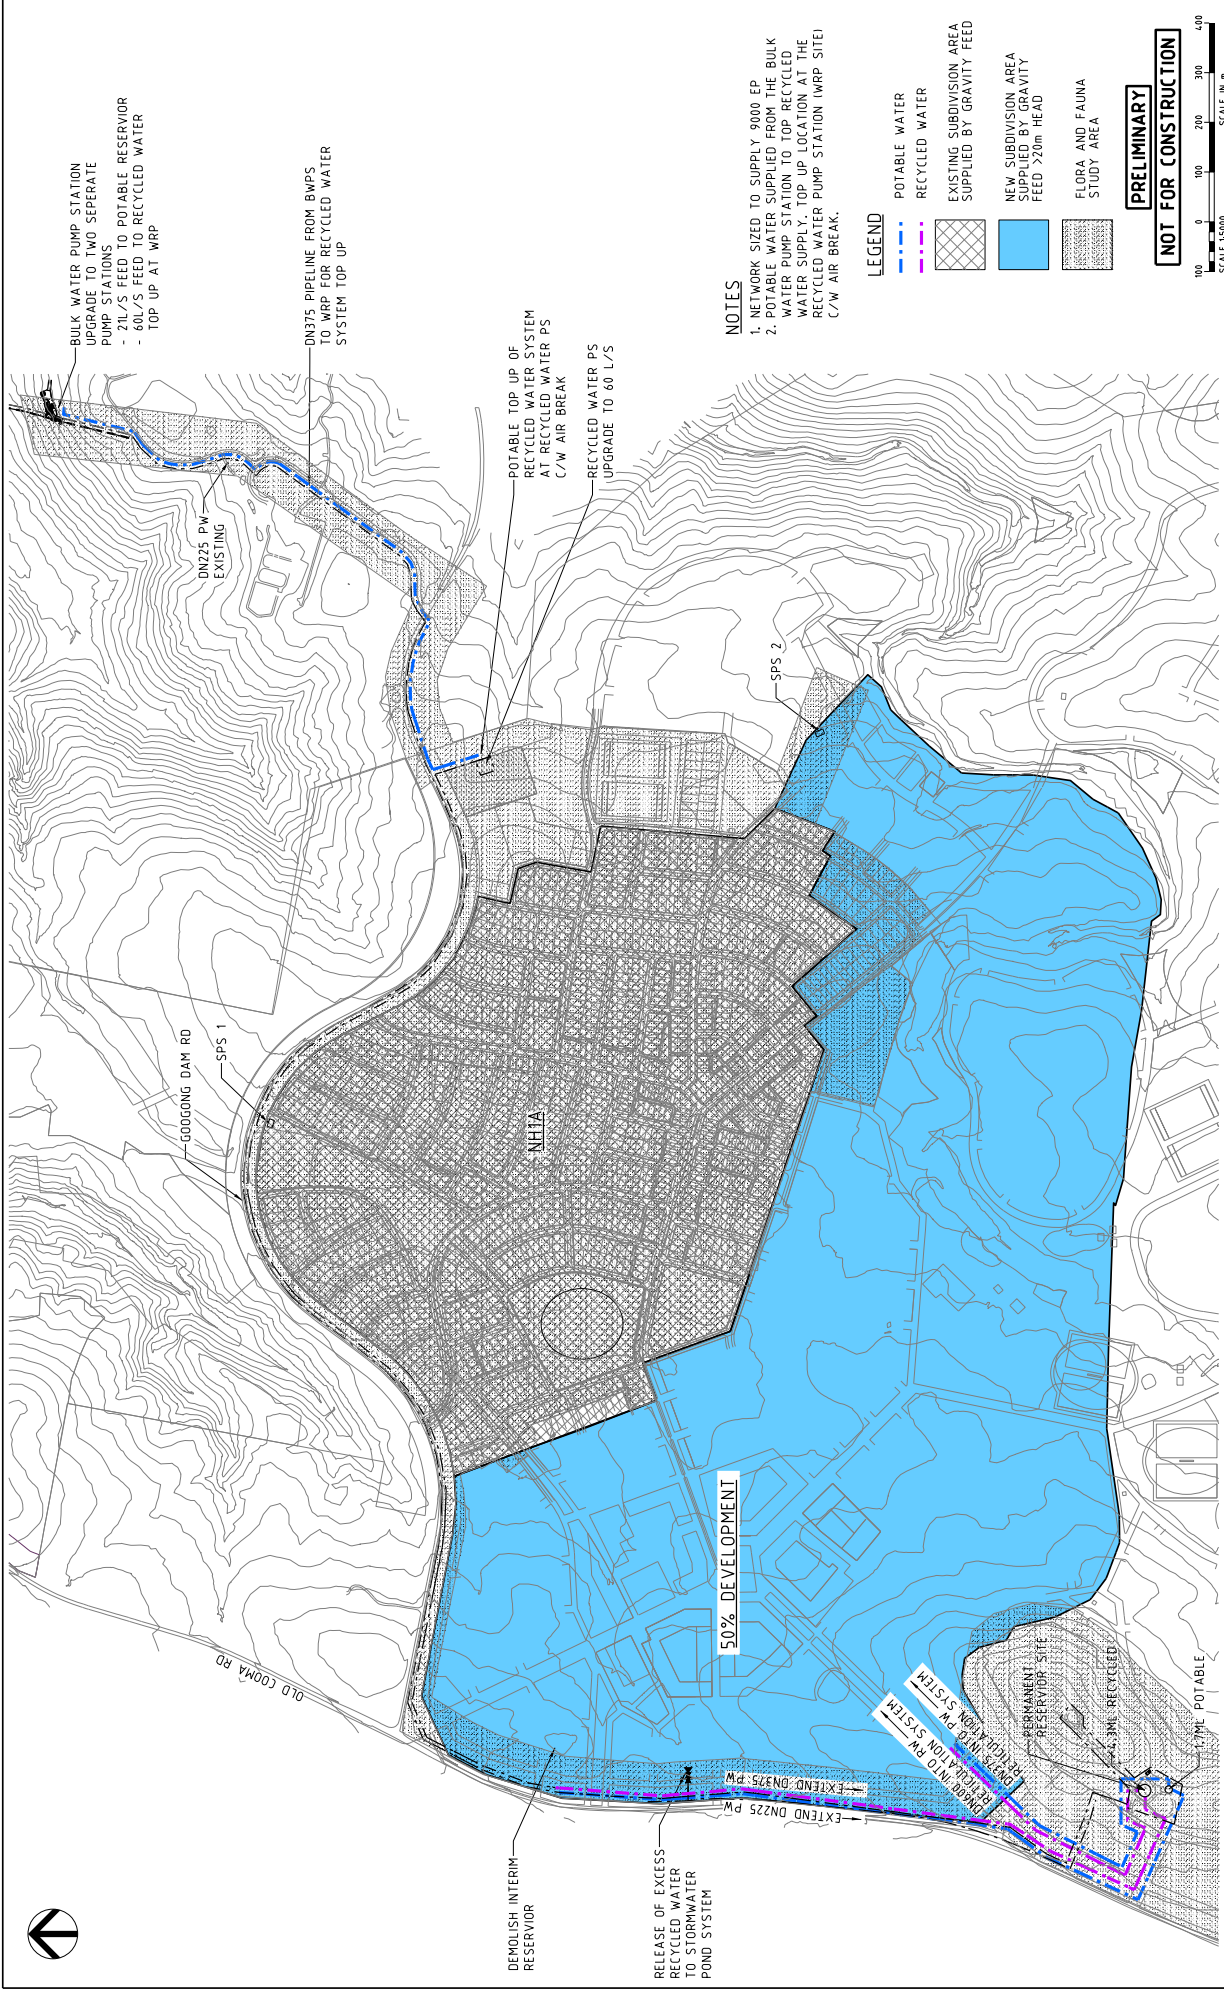 BULK WATER PUMP STATION
UPGRADE TO TWO SEPERATE
PUMP STATIONS
- 21L/S FEED TO POTABLE RESERVIOR
- 60L/S FEED TO RECYCLED WATER
TOP UP AT WRP
DN375 PIPELINE FROM BWPS
TO WRP FOR RECYCLED WATER
SYSTEM TOP UP
DN225 PW
EXISTING
POTABLE TOP UP OF
RECYCLED WATER SYSTEM
AT RECYCLED WATER PS
C/W AIR BREAK
RECYCLED WATER PS
UPGRADE TO 60 L/S
SPS 2
GOOGONG DAM RD
SPS 1
NH1A
OLD COOMA RD
50% DEVELOPMENT
DEMOLISH INTERIM
RESERVIOR
RELEASE OF EXCESS
RECYCLED WATER
TO STORMWATER
POND SYSTEM
EXTEND DN375 PW
EXTEND DN225 PW
DN600 INTO RW
RETICULATION SYSTEM
DN375 INTO PW
RETICULATION SYSTEM
PERMANENT
RESERVIOR SITE
RECYCLED
POTABLE
NOTES
1. NETWORK SIZED TO SUPPLY 9000 EP
2. POTABLE WATER SUPPLIED FROM THE BULK
WATER PUMP STATION TO TOP RECYCLED
WATER SUPPLY. TOP UP LOCATION AT THE
RECYCLED WATER PUMP STATION (WRP SITE)
C/W AIR BREAK.
LEGEND
POTABLE WATER
RECYCLED WATER
EXISTING SUBDIVISION AREA
SUPPLIED BY GRAVITY FEED
NEW SUBDIVISION AREA
SUPPLIED BY GRAVITY
FEED >20m HEAD
FLORA AND FAUNA
STUDY AREA
PRELIMINARY
NOT FOR CONSTRUCTION
100 0 100 200 300 400
SCALE 1:5000 SCALE IN m